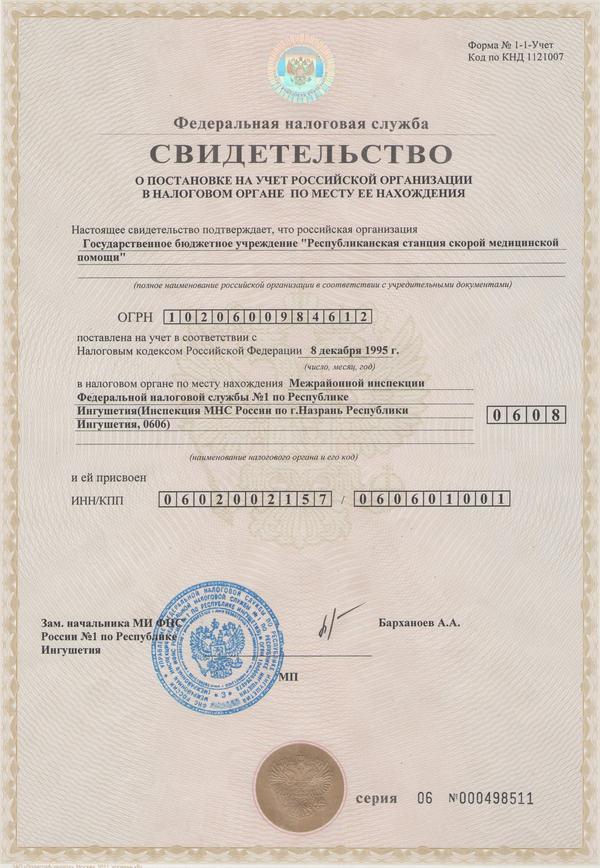 Форма № 1-1-Учет
Код по КНД 1121007
Федеральная налоговая служба
СВИДЕТЕЛЬСТВО
О ПОСТАНОВКЕ НА УЧЕТ РОССИЙСКОЙ ОРГАНИЗАЦИИ
В НАЛОГОВОМ ОРГАНЕ ПО МЕСТУ ЕЕ НАХОЖДЕНИЯ
Настоящее свидетельство подтверждает, что российская организация
Государственное бюджетное учреждение "Республиканская станция скорой медицинской
помощи"
(полное наименование российской организации в соответствии с учредительными документами)
ОГРН 1020600984612
поставлена на учет в соответствии с
Налоговым кодексом Российской Федерации 8 декабря 1995 г.
(число, месяц, год)
в налоговом органе по месту нахождения Межрайонной инспекции
Федеральной налоговой службы №1 по Республике
Ингушетия(Инспекция МНС России по г.Назрань Республики
Ингушетия, 0606)
0608
(наименование налогового органа и его код)
и ей присвоен
ИНН/КПП 0602002157 / 060601001
Зам. начальника МИ ФНС
России №1 по Республике
Ингушетия
Барханоев А.А.
МП
серия 06 №000498511